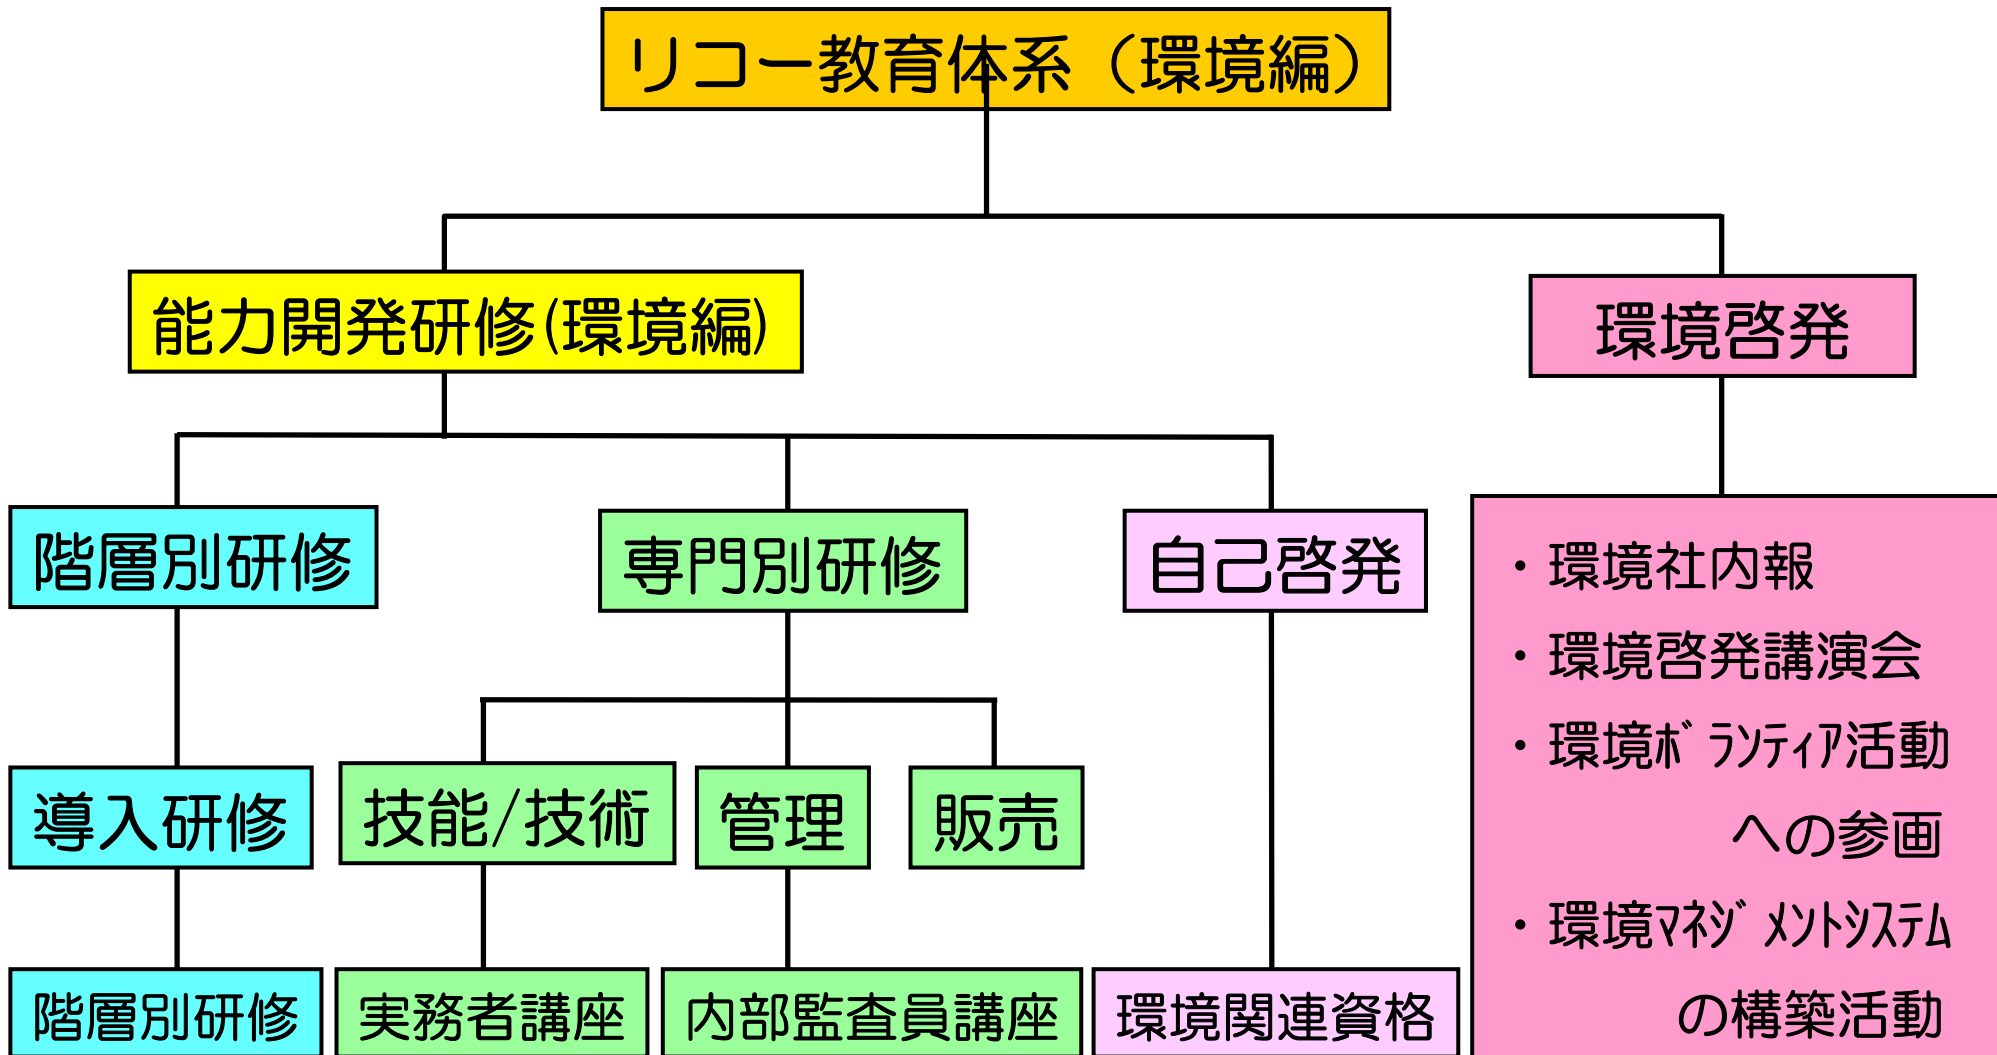 リコー教育体系（環境編）
能力開発研修(環境編)
環境啓発
階層別研修
専門別研修
自己啓発
・環境社内報
・環境啓発講演会
・環境ﾎﾞﾗﾝﾃｨｱ活動
への参画
・環境ﾏﾈｼﾞﾒﾝﾄｼｽﾃﾑ
の構築活動
導入研修
技能/技術
管理
販売
階層別研修
実務者講座
内部監査員講座
環境関連資格